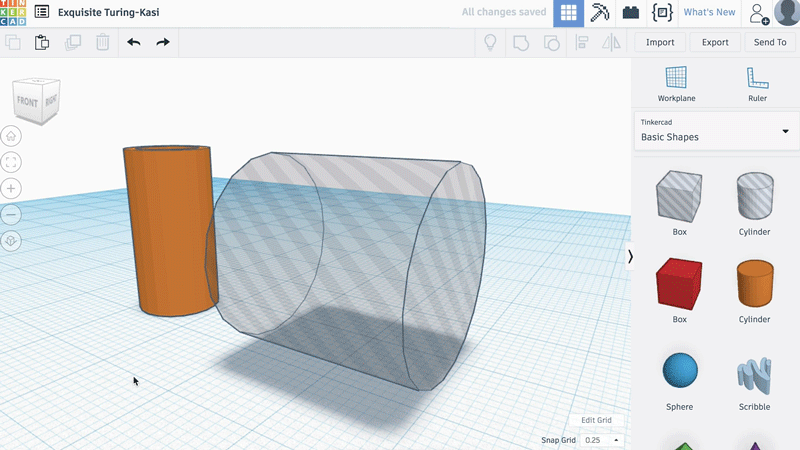 TIN
KER
CAD
Exquisite Turing-Kasi
All changes saved
What's New
Import
Export
Send To
FRONT
RIGHT
Workplane
Ruler
Tinkercad
Basic Shapes
Box
Cylinder
Box
Cylinder
Sphere
Scribble
Edit Grid
Snap Grid 0.25